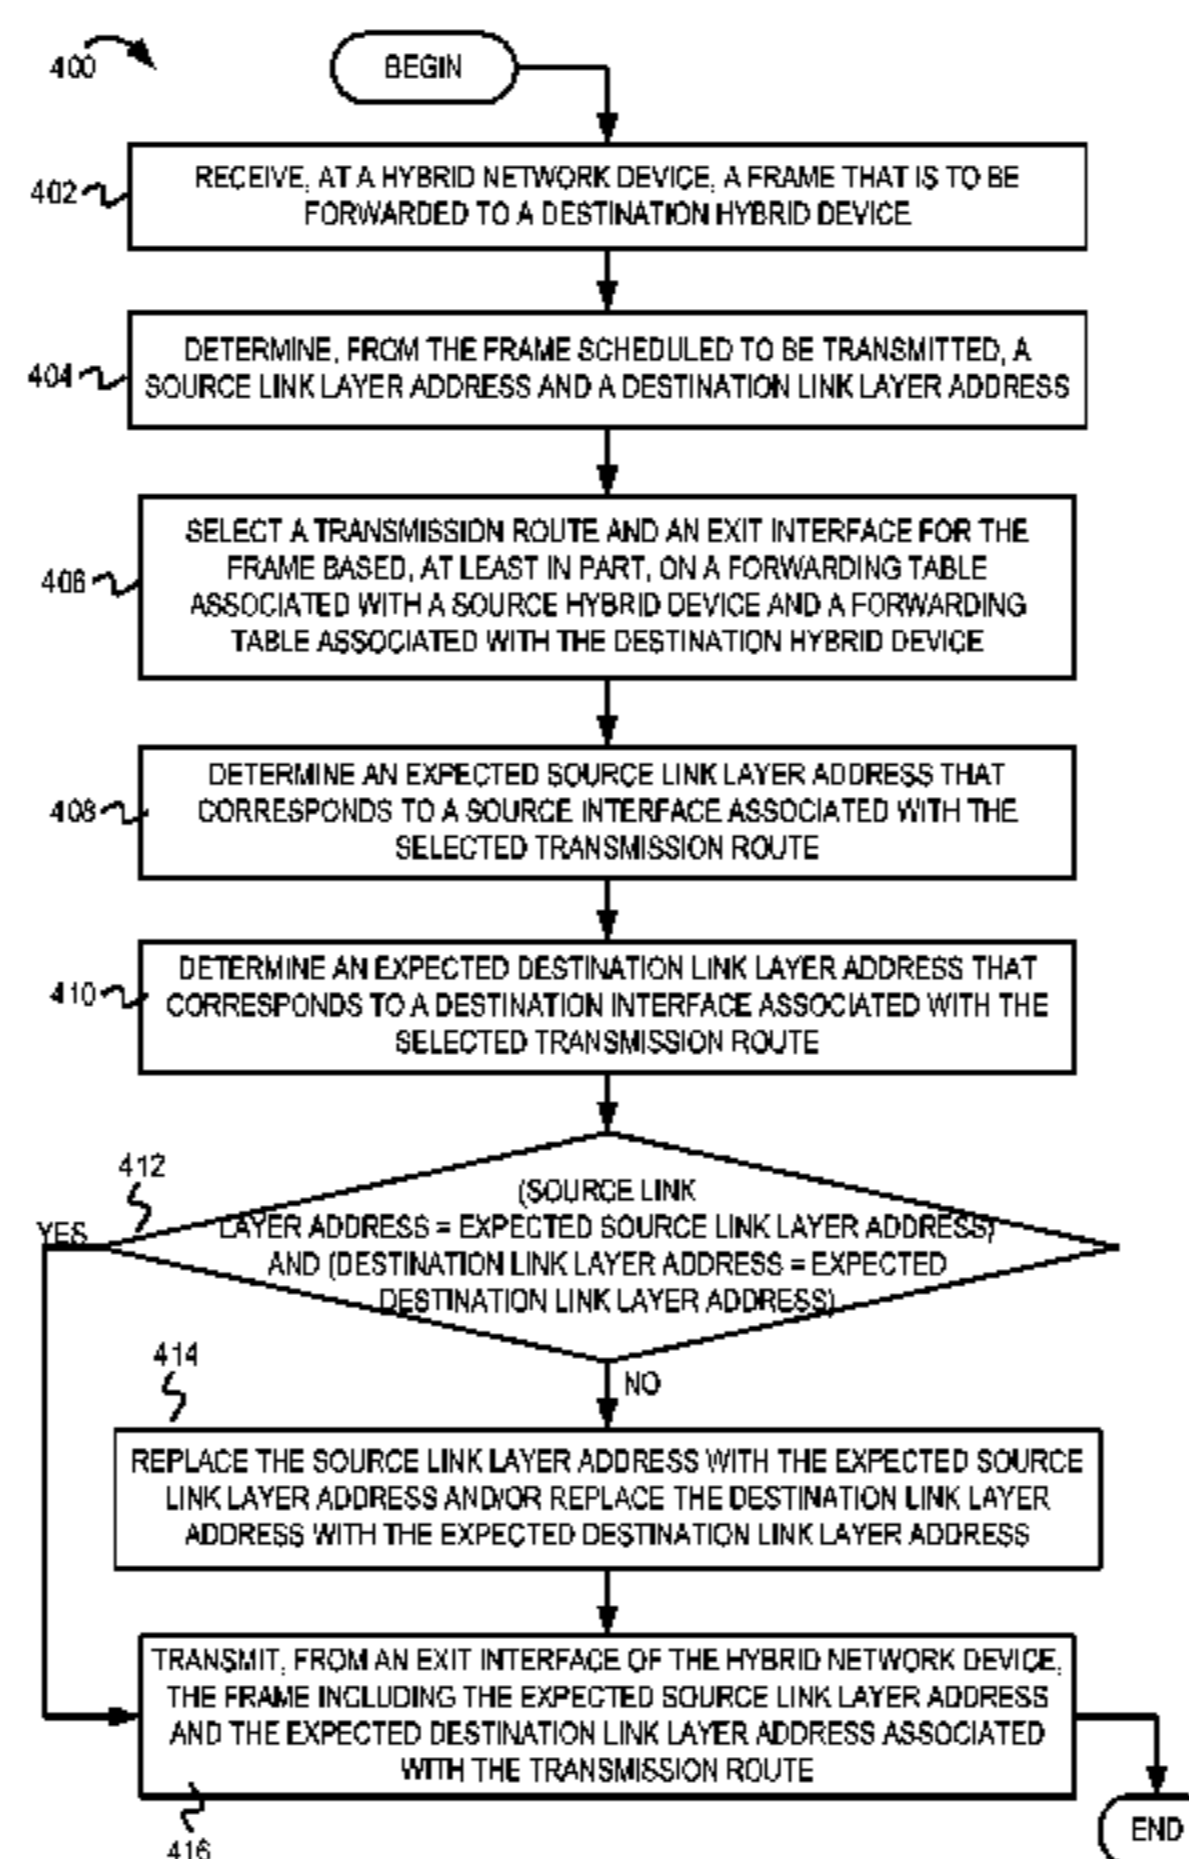 400
BEGIN
402
RECEIVE, AT A HYBRID NETWORK DEVICE, A FRAME THAT IS TO BE
FORWARDED TO A DESTINATION HYBRID DEVICE
404
DETERMINE, FROM THE FRAME SCHEDULED TO BE TRANSMITTED, A
SOURCE LINK LAYER ADDRESS AND A DESTINATION LINK LAYER ADDRESS
406
SELECT A TRANSMISSION ROUTE AND AN EXIT INTERFACE FOR THE
FRAME BASED, AT LEAST IN PART, ON A FORWARDING TABLE
ASSOCIATED WITH A SOURCE HYBRID DEVICE AND A FORWARDING
TABLE ASSOCIATED WITH THE DESTINATION HYBRID DEVICE
408
DETERMINE AN EXPECTED SOURCE LINK LAYER ADDRESS THAT
CORRESPONDS TO A SOURCE INTERFACE ASSOCIATED WITH THE
SELECTED TRANSMISSION ROUTE
410
DETERMINE AN EXPECTED DESTINATION LINK LAYER ADDRESS THAT
CORRESPONDS TO A DESTINATION INTERFACE ASSOCIATED WITH THE
SELECTED TRANSMISSION ROUTE
412
YES
(SOURCE LINK
LAYER ADDRESS = EXPECTED SOURCE LINK LAYER ADDRESS)
AND (DESTINATION LINK LAYER ADDRESS = EXPECTED
DESTINATION LINK LAYER ADDRESS)
414
NO
REPLACE THE SOURCE LINK LAYER ADDRESS WITH THE EXPECTED SOURCE
LINK LAYER ADDRESS AND/OR REPLACE THE DESTINATION LINK LAYER
ADDRESS WITH THE EXPECTED DESTINATION LINK LAYER ADDRESS
TRANSMIT, FROM AN EXIT INTERFACE OF THE HYBRID NETWORK DEVICE,
THE FRAME INCLUDING THE EXPECTED SOURCE LINK LAYER ADDRESS
AND THE EXPECTED DESTINATION LINK LAYER ADDRESS ASSOCIATED
WITH THE TRANSMISSION ROUTE
416
END